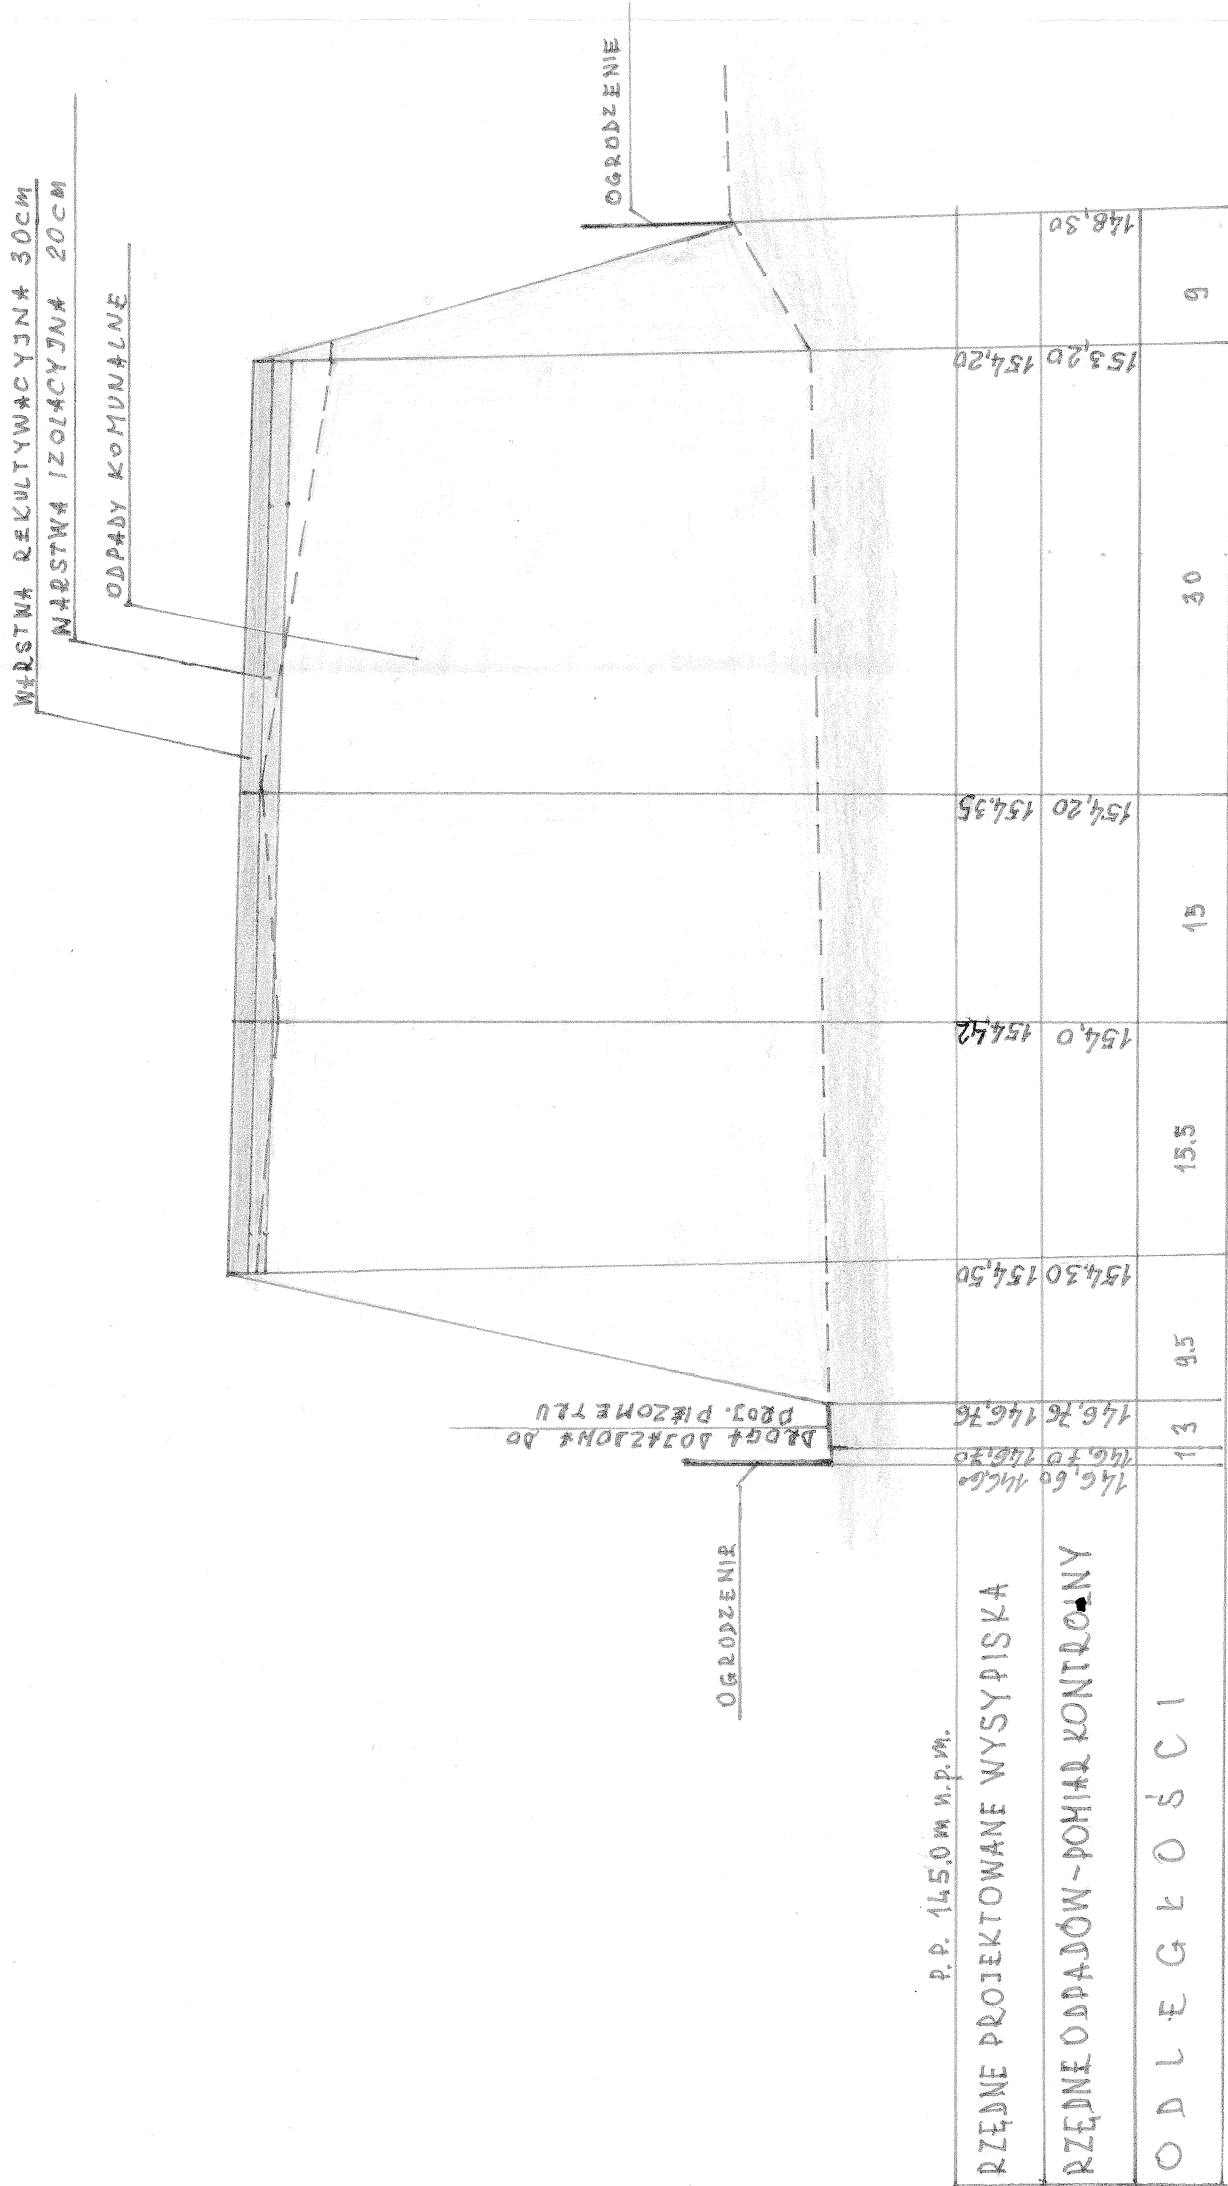 WARSTWA REKULTYWACYJNA 30CM
WARSTWA IZOLACYJNA 20CM
ODPADY KOMUNALNE
OGRODZENIE
OGRODZENIE
DROGA DOJAZDOWA DO
PROJ. PIEZOMETRU
p.p. 145,0 m n.p.m.
RZĘDNE PROJEKTOWANE WYSYPISKA
146,60 146,70 146,76 154,50 154,42 154,35 154,20
RZĘDNE ODPADÓW-POMIAR KONTROLNY
146,60 146,70 146,76 154,30 154,0 154,20 153,20 148,30
ODLEGŁOŚCI
1 3 9.5 15.5 15 30 9